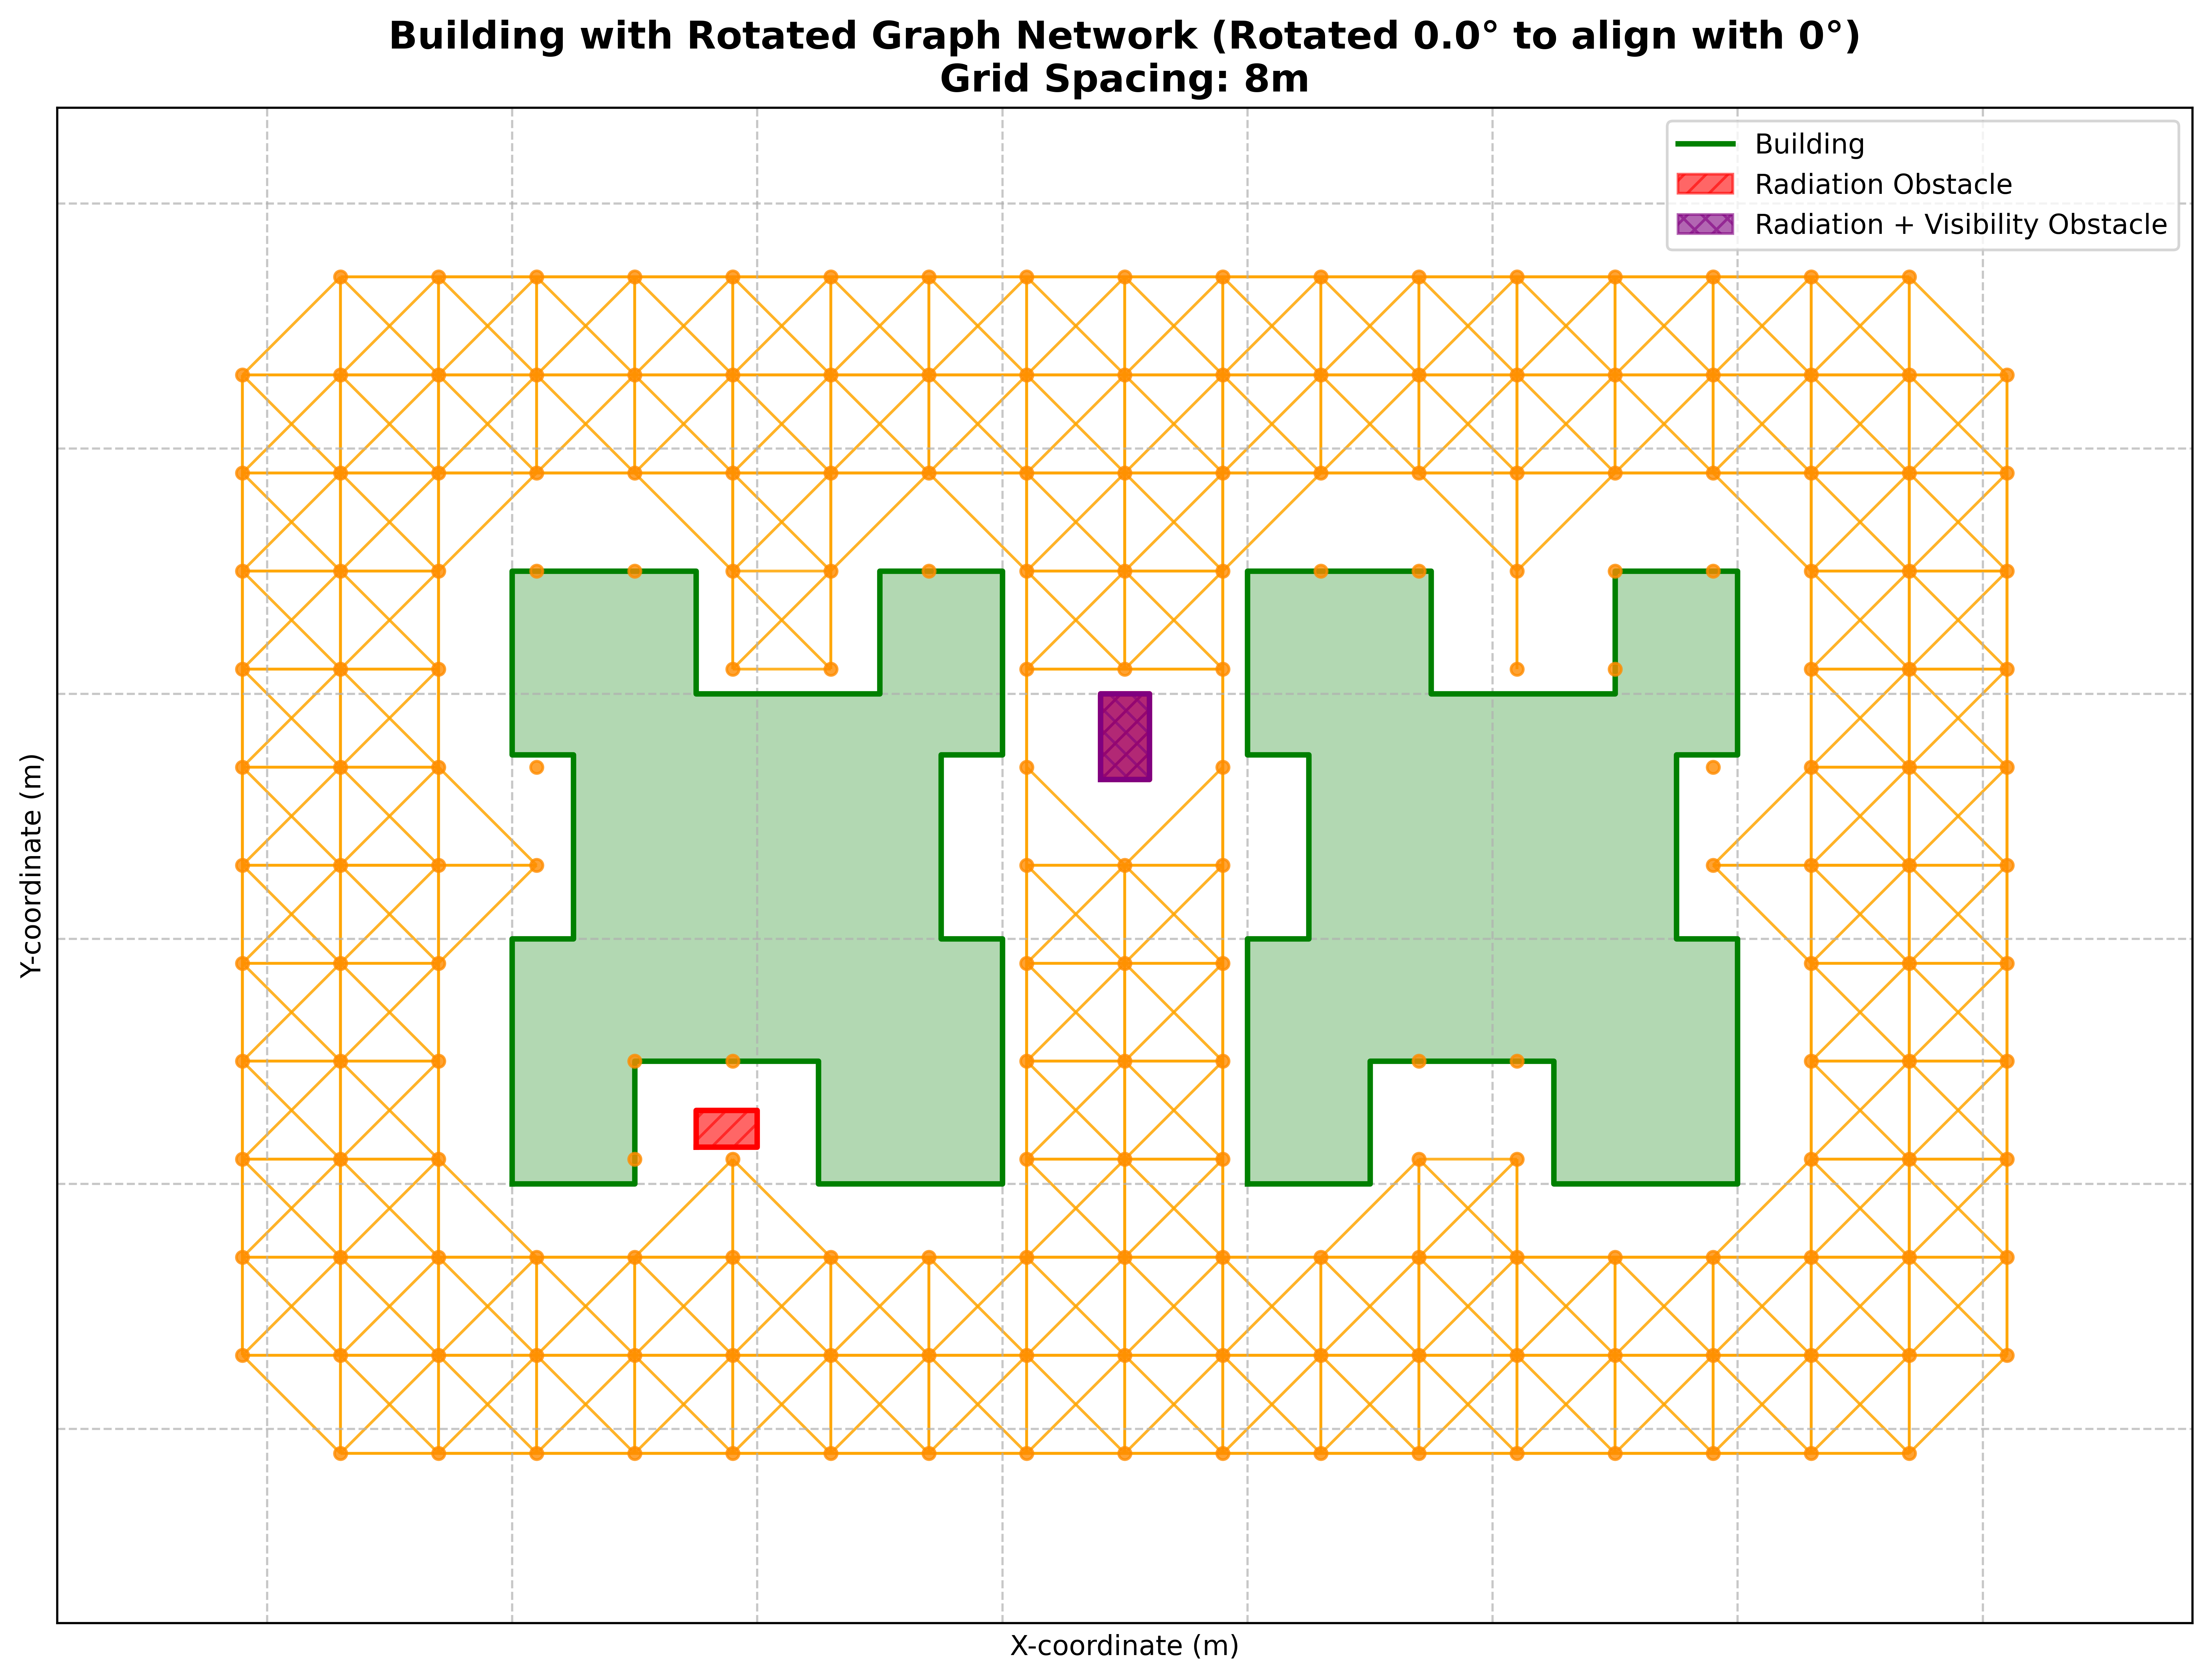 Building with Rotated Graph Network (Rotated 0.0° to align with 0°)
Grid Spacing: 8m
Building
Radiation Obstacle
Radiation + Visibility Obstacle
Y-coordinate (m)
X-coordinate (m)